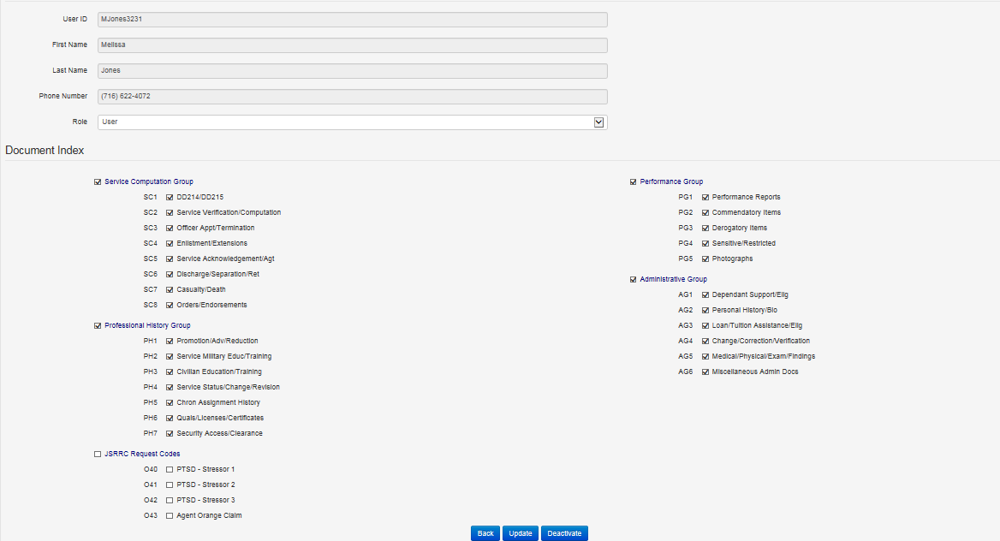 User ID MJones3231
First Name Melissa
Last Name Jones
Phone Number (716) 622-4072
Role User
Document Index
Service Computation Group
SC1 DD214/DD215
SC2 Service Verification/Computation
SC3 Officer Appt/Termination
SC4 Enlistment/Extensions
SC5 Service Acknowledgement/Agt
SC6 Discharge/Separation/Ret
SC7 Casualty/Death
SC8 Orders/Endorsements
Professional History Group
PH1 Promotion/Adv/Reduction
PH2 Service Military Educ/Training
PH3 Civilian Education/Training
PH4 Service Status/Change/Revision
PH5 Chron Assignment History
PH6 Quals/Licenses/Certificates
PH7 Security Access/Clearance
JSRRC Request Codes
O40 PTSD - Stressor 1
O41 PTSD - Stressor 2
O42 PTSD - Stressor 3
O43 Agent Orange Claim
Performance Group
PG1 Performance Reports
PG2 Commendatory Items
PG3 Derogatory Items
PG4 Sensitive/Restricted
PG5 Photographs
Administrative Group
AG1 Dependant Support/Elig
AG2 Personal History/Bio
AG3 Loan/Tuition Assistance/Elig
AG4 Change/Correction/Verification
AG5 Medical/Physical/Exam/Findings
AG6 Miscellaneous Admin Docs
Back Update Deactivate